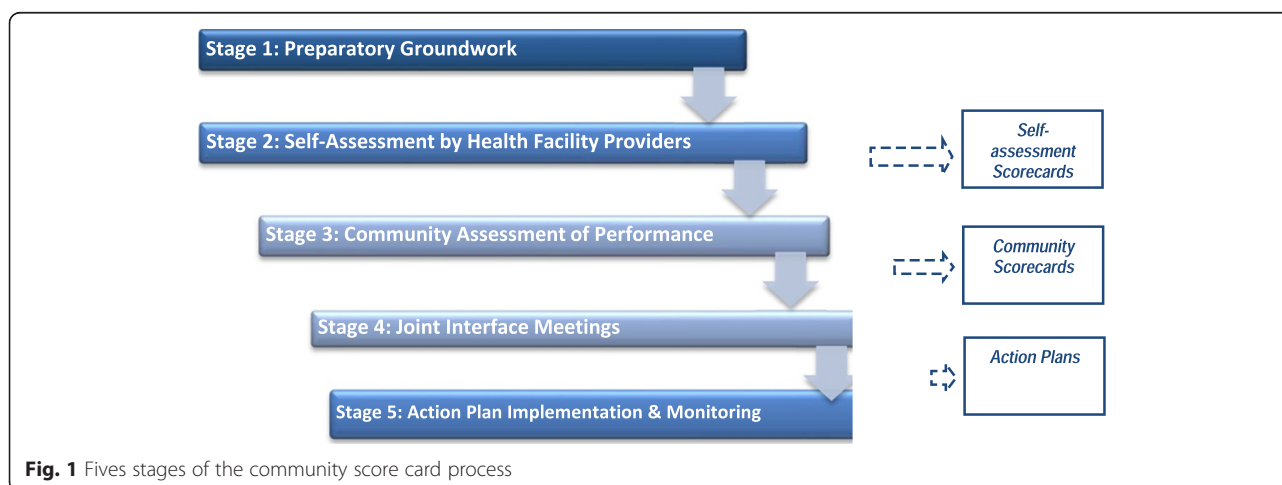 Stage 1: Preparatory Groundwork
Stage 2: Self-Assessment by Health Facility Providers
Self-
assessment
Scorecards
Stage 3: Community Assessment of Performance
Community
Scorecards
Stage 4: Joint Interface Meetings
Action Plans
Stage 5: Action Plan Implementation & Monitoring
Fig. 1 Fives stages of the community score card process